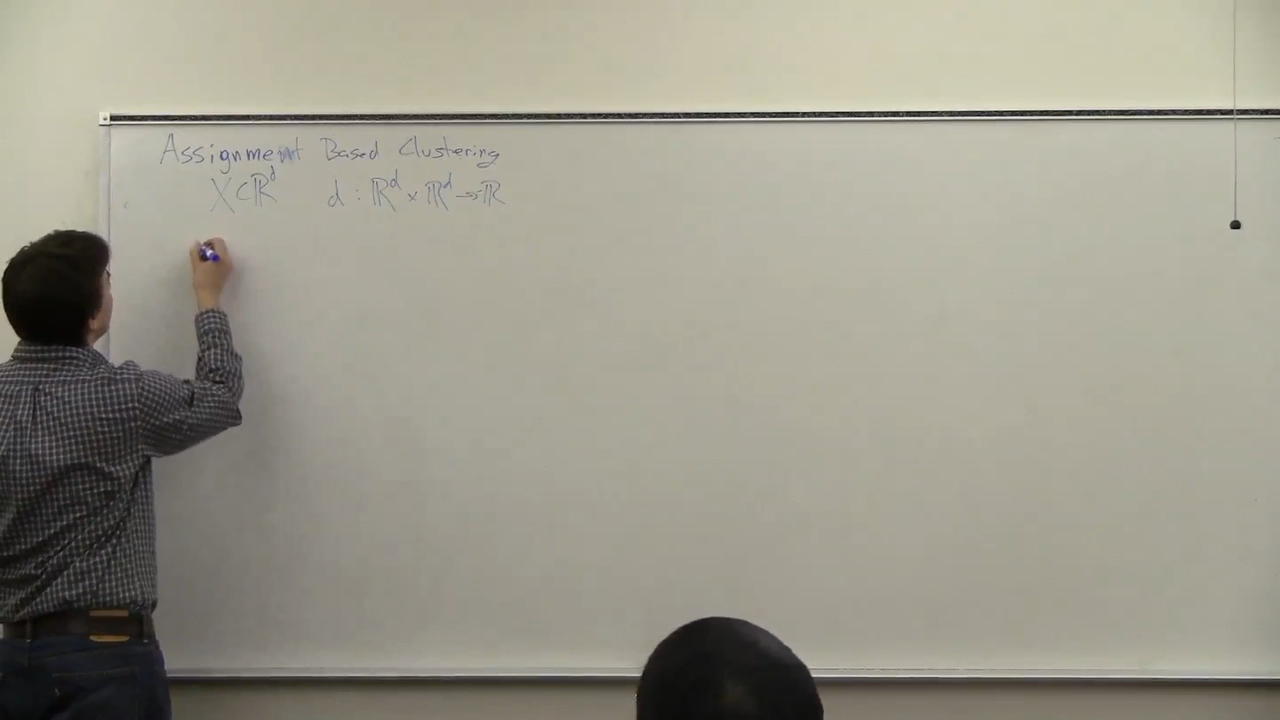 Assignment Based Clustering
X ⊂ ℝ^d d : ℝ^d × ℝ^d → ℝ